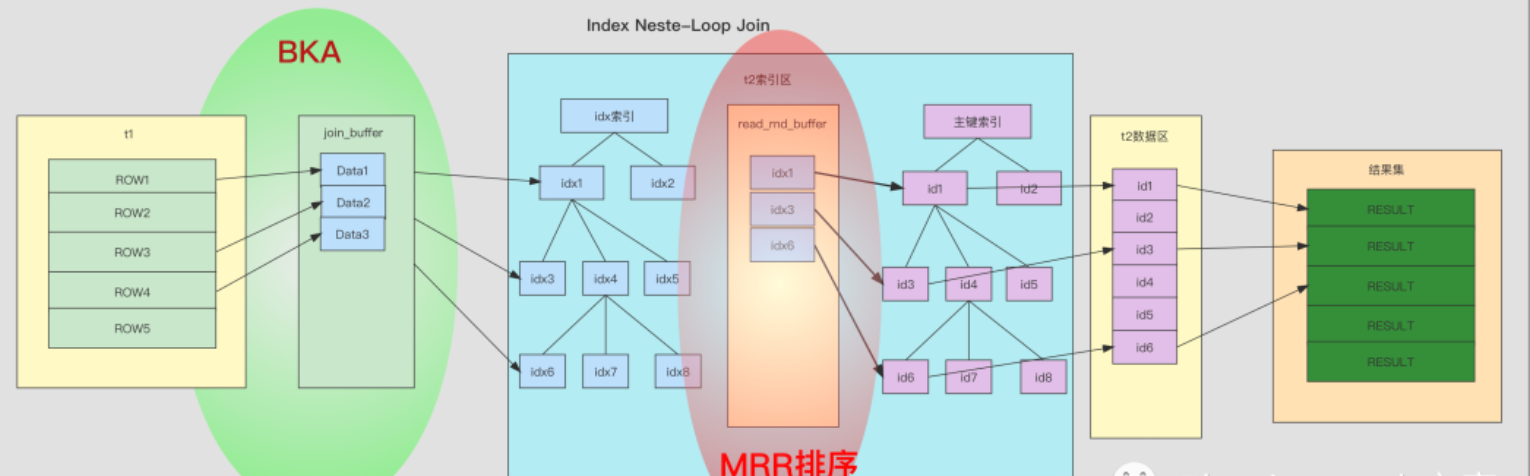 Index Neste-Loop Join
BKA
t1
ROW1
ROW2
ROW3
ROW4
ROW5
join_buffer
Data1
Data2
Data3
t2索引区
idx索引
idx1
idx2
idx3
idx4
idx5
idx6
idx7
idx8
read_rnd_buffer
idx1
idx3
idx6
MRR排序
主键索引
id1
id2
id3
id4
id5
id6
id7
id8
t2数据区
id1
id2
id3
id4
id5
id6
结果集
RESULT
RESULT
RESULT
RESULT
RESULT